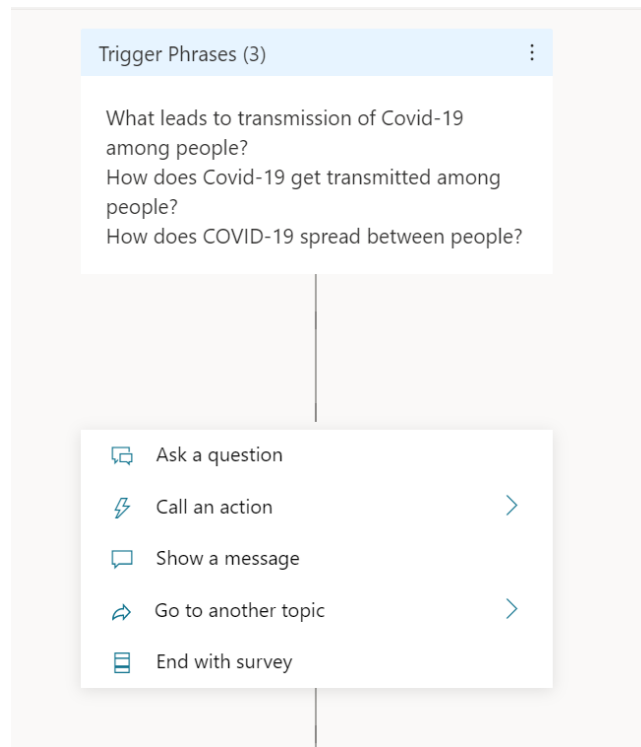 Trigger Phrases (3)
What leads to transmission of Covid-19
among people?
How does Covid-19 get transmitted among
people?
How does COVID-19 spread between people?
Ask a question
Call an action
Show a message
Go to another topic
End with survey